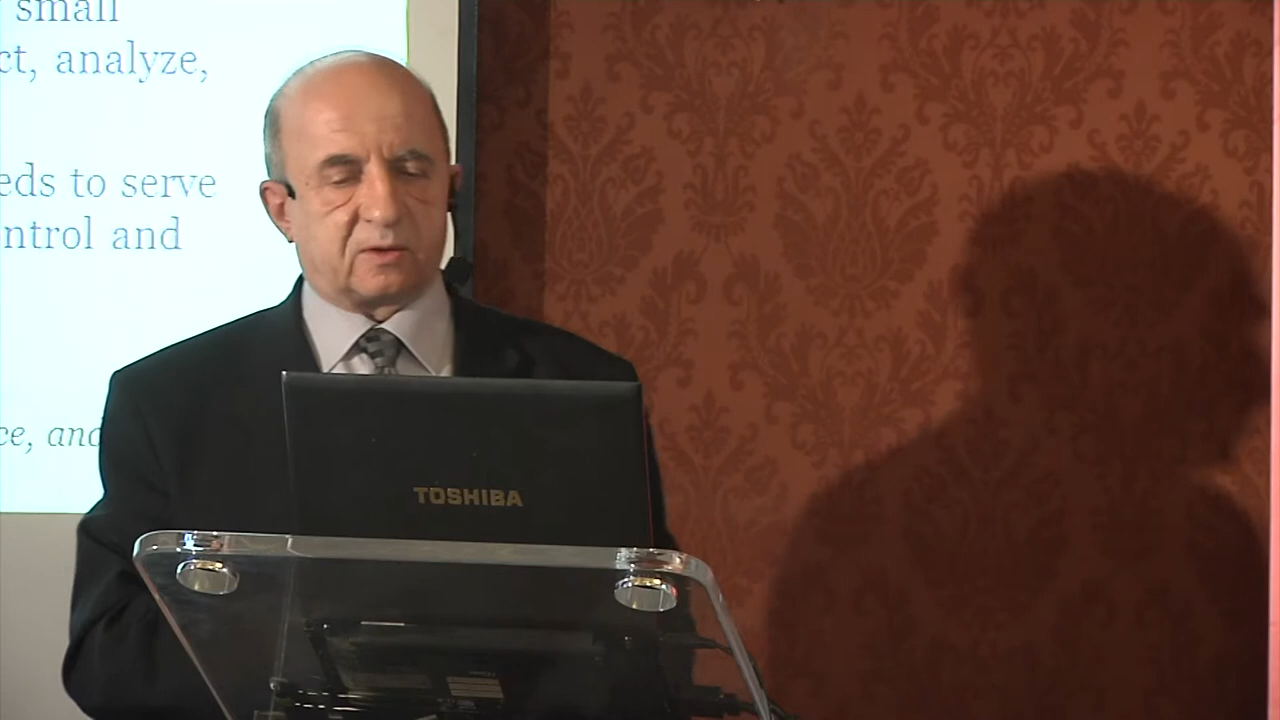 small
ct, analyze,
eds to serve
ntrol and
ce, and
TOSHIBA